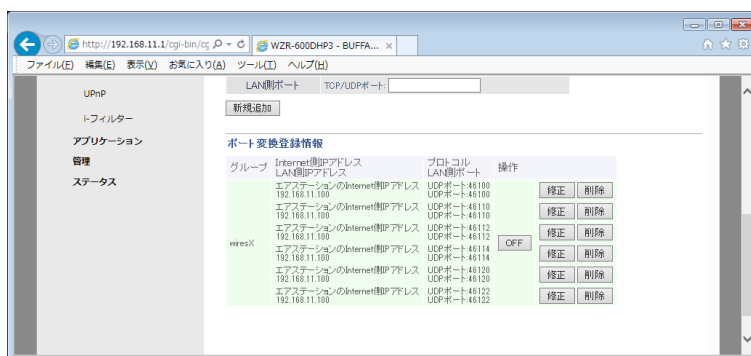 http://192.168.11.1/cgi-bin/cg
WZR-600DHP3 - BUFFA...
ファイル(F) 編集(E) 表示(V) お気に入り(A) ツール(T) ヘルプ(H)
UPnP
i-フィルター
アプリケーション
管理
ステータス
LAN側ポート TCP/UDPポート:
新規追加
ポート変換登録情報
グループ Internet側IPアドレス プロトコル 操作
LAN側IPアドレス LAN側ポート
wiresX
エアステーションのInternet側IPアドレス UDPポート:46100
192.168.11.100 UDPポート:46100
修正 削除
エアステーションのInternet側IPアドレス UDPポート:46110
192.168.11.100 UDPポート:46110
修正 削除
エアステーションのInternet側IPアドレス UDPポート:46112
192.168.11.100 UDPポート:46112
修正 削除
OFF
エアステーションのInternet側IPアドレス UDPポート:46114
192.168.11.100 UDPポート:46114
修正 削除
エアステーションのInternet側IPアドレス UDPポート:46120
192.168.11.100 UDPポート:46120
修正 削除
エアステーションのInternet側IPアドレス UDPポート:46122
192.168.11.100 UDPポート:46122
修正 削除